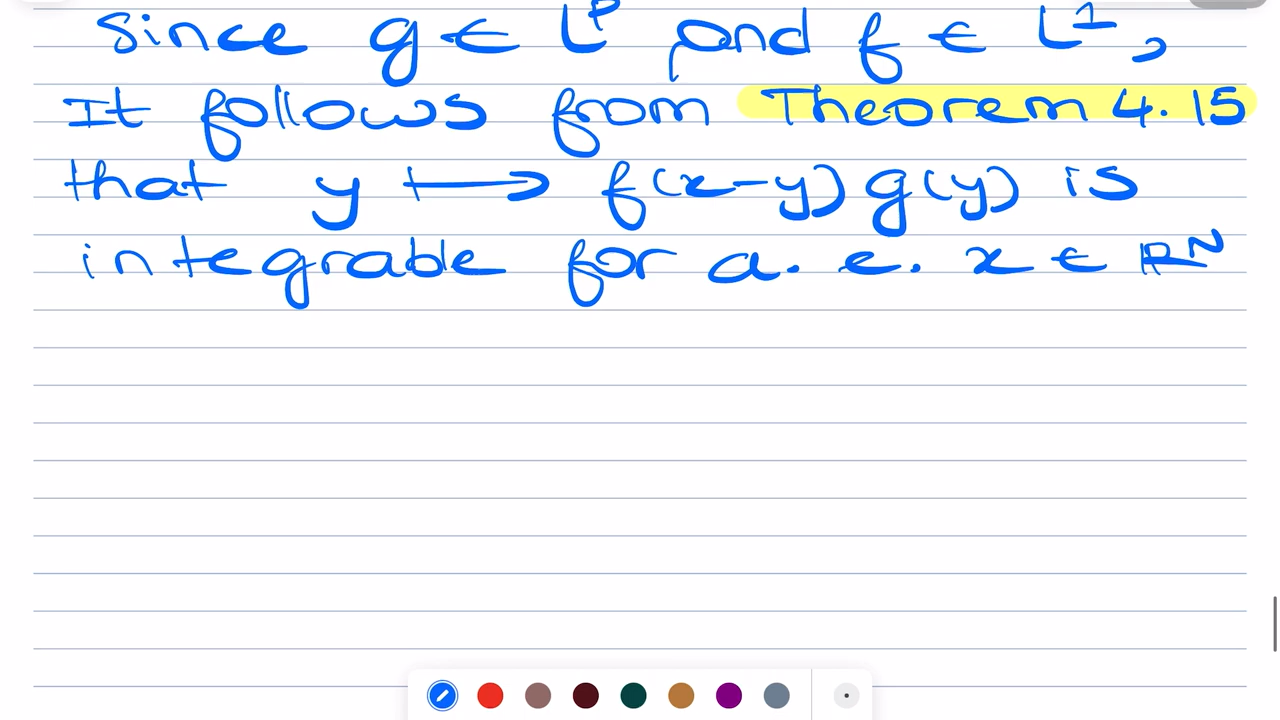 Since g ∈ L^p and f ∈ L^1,
It follows from Theorem 4.15
that y ⟼ f(x-y) g(y) is
integrable for a. e. x ∈ ℝ^N